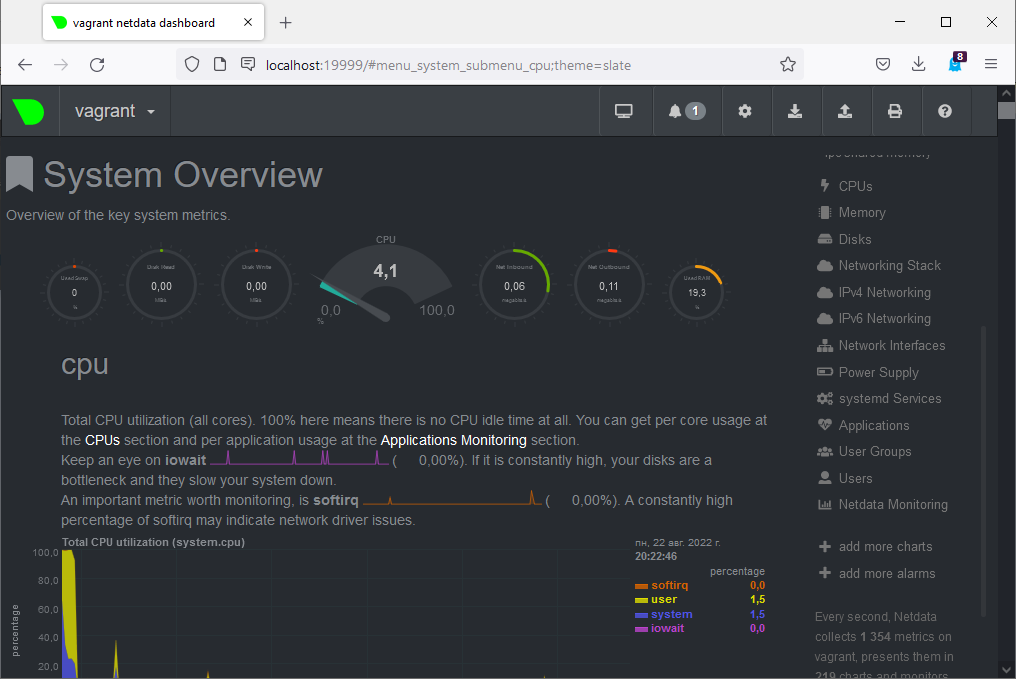 vagrant netdata dashboard
localhost:19999/#menu_system_submenu_cpu;theme=slate
8
vagrant
1
System Overview
Overview of the key system metrics.
Used Swap
0
%
Disk Read
0,00
MB/s
Disk Write
0,00
MB/s
CPU
4,1
0,0
100,0
%
Net Inbound
0,06
megabits/s
Net Outbound
0,11
megabits/s
Used RAM
19,3
%
cpu
Total CPU utilization (all cores). 100% here means there is no CPU idle time at all. You can get per core usage at
the CPUs section and per application usage at the Applications Monitoring section.
Keep an eye on iowait ( 0,00%). If it is constantly high, your disks are a
bottleneck and they slow your system down.
An important metric worth monitoring, is softirq ( 0,00%). A constantly high
percentage of softirq may indicate network driver issues.
Total CPU utilization (system.cpu)
100,0
80,0
60,0
40,0
20,0
percentage
пн, 22 авг. 2022 г.
20:22:46
percentage
softirq 0,0
user 1,5
system 1,5
iowait 0,0
ipc shared memory
CPUs
Memory
Disks
Networking Stack
IPv4 Networking
IPv6 Networking
Network Interfaces
Power Supply
systemd Services
Applications
User Groups
Users
Netdata Monitoring
add more charts
add more alarms
Every second, Netdata
collects 1 354 metrics on
vagrant, presents them in
219 charts and monitors